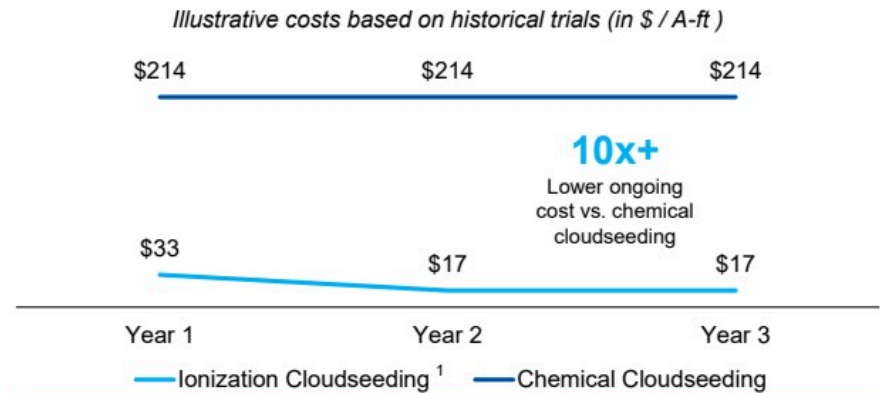 Illustrative costs based on historical trials (in $ / A-ft )
$214 $214 $214
10x+
Lower ongoing
cost vs. chemical
cloudseeding
$33 $17 $17
Year 1 Year 2 Year 3
Ionization Cloudseeding 1 Chemical Cloudseeding